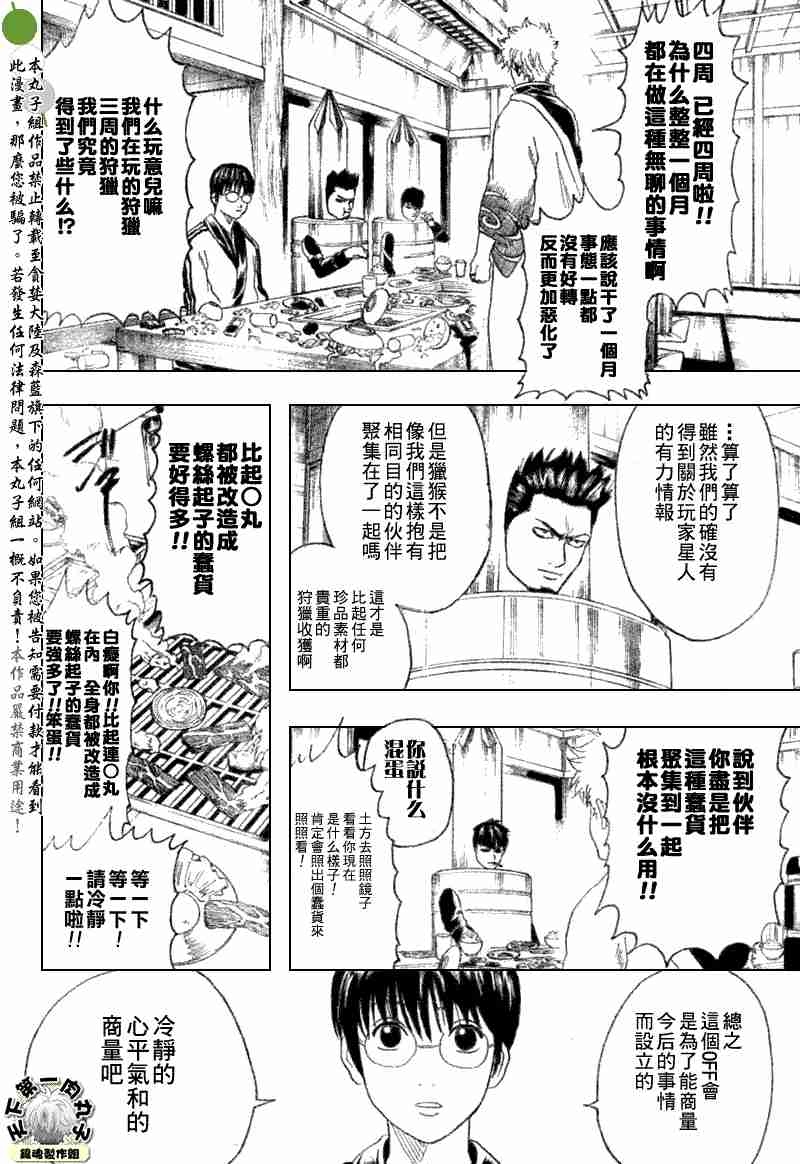 四周 已經四周啦!!
為什么整整一個月
都在做這種無聊的事情啊
應該說干了一個月
事態一點都
沒有好轉
反而更加惡化了
什么玩意兒嘛
我們在玩的狩獵
三周的狩獵
我們究竟
得到了些什么!?
…算了算了
雖然我們的確沒有
得到關於玩家星人
的有力情報
但是獵猴不是把
像我們這樣抱有
相同目的的伙伴
聚集在了一起嗎
這才是
比起任何
珍品素材都
貴重的
狩獵收獲啊
比起〇丸
都被改造成
螺絲起子的蠢貨
要好得多!!
白癡啊你!!比起連〇丸
在內 全身都被改造成
螺絲起子的蠢貨
要強多了!!笨蛋!!
說到伙伴
你盡是把
這種蠢貨
聚集到一起
根本沒什么用!!
你說什么
混蛋
土方去照照鏡子
看看你現在
是什么樣子!
肯定會照出個蠢貨來
照照看!
等一下
等一下!
請冷靜
一點啦!!
總之
這個OFF會
是為了能商量
今后的事情
而設立的
冷靜的
心平氣和的
商量吧
本丸子組作品禁止轉載至貪婪大陸及森藍旗下的任何網站。如果您被告知需要付款才能看到
此漫畫,那麼您被騙了。若發生任何法律問題,本丸子組一概不負責!本作品嚴禁商業用途!
天下第一肉丸子
銀魂製作組